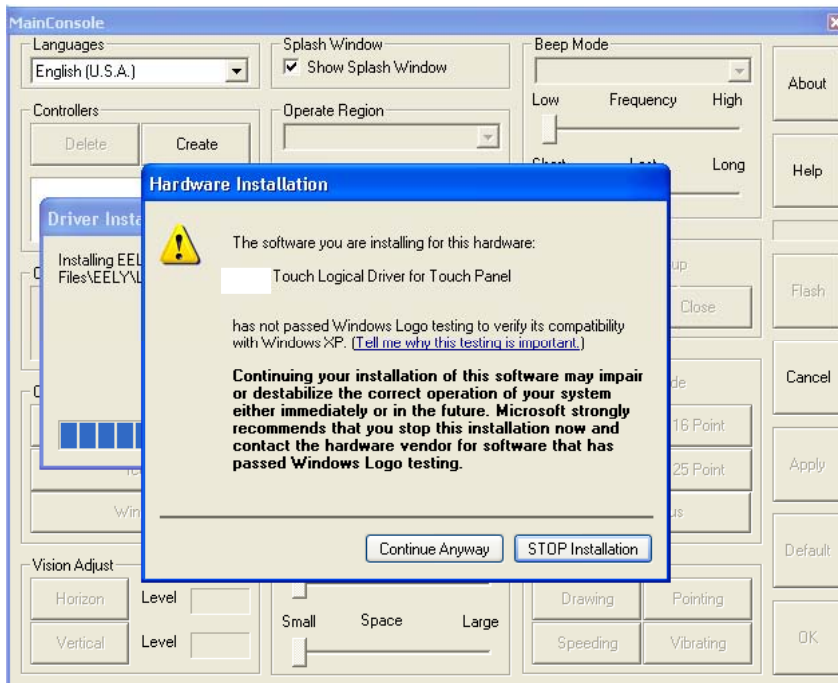 MainConsole
Languages
English (U.S.A.)
Splash Window
Show Splash Window
Beep Mode
Low Frequency High
Long
About
Help
Controllers
Delete
Create
Operate Region
Driver Inst
Installing EEL
Files\EELY\L
Hardware Installation
The software you are installing for this hardware:
Touch Logical Driver for Touch Panel
has not passed Windows Logo testing to verify its compatibility
with Windows XP. (Tell me why this testing is important.)
Continuing your installation of this software may impair
or destabilize the correct operation of your system
either immediately or in the future. Microsoft strongly
recommends that you stop this installation now and
contact the hardware vendor for software that has
passed Windows Logo testing.
Continue Anyway
STOP Installation
up
Close
Flash
de
16 Point
25 Point
us
Cancel
Apply
Default
OK
Win
Vision Adjust
Horizon
Level
Vertical
Level
Small Space Large
Drawing
Pointing
Speeding
Vibrating